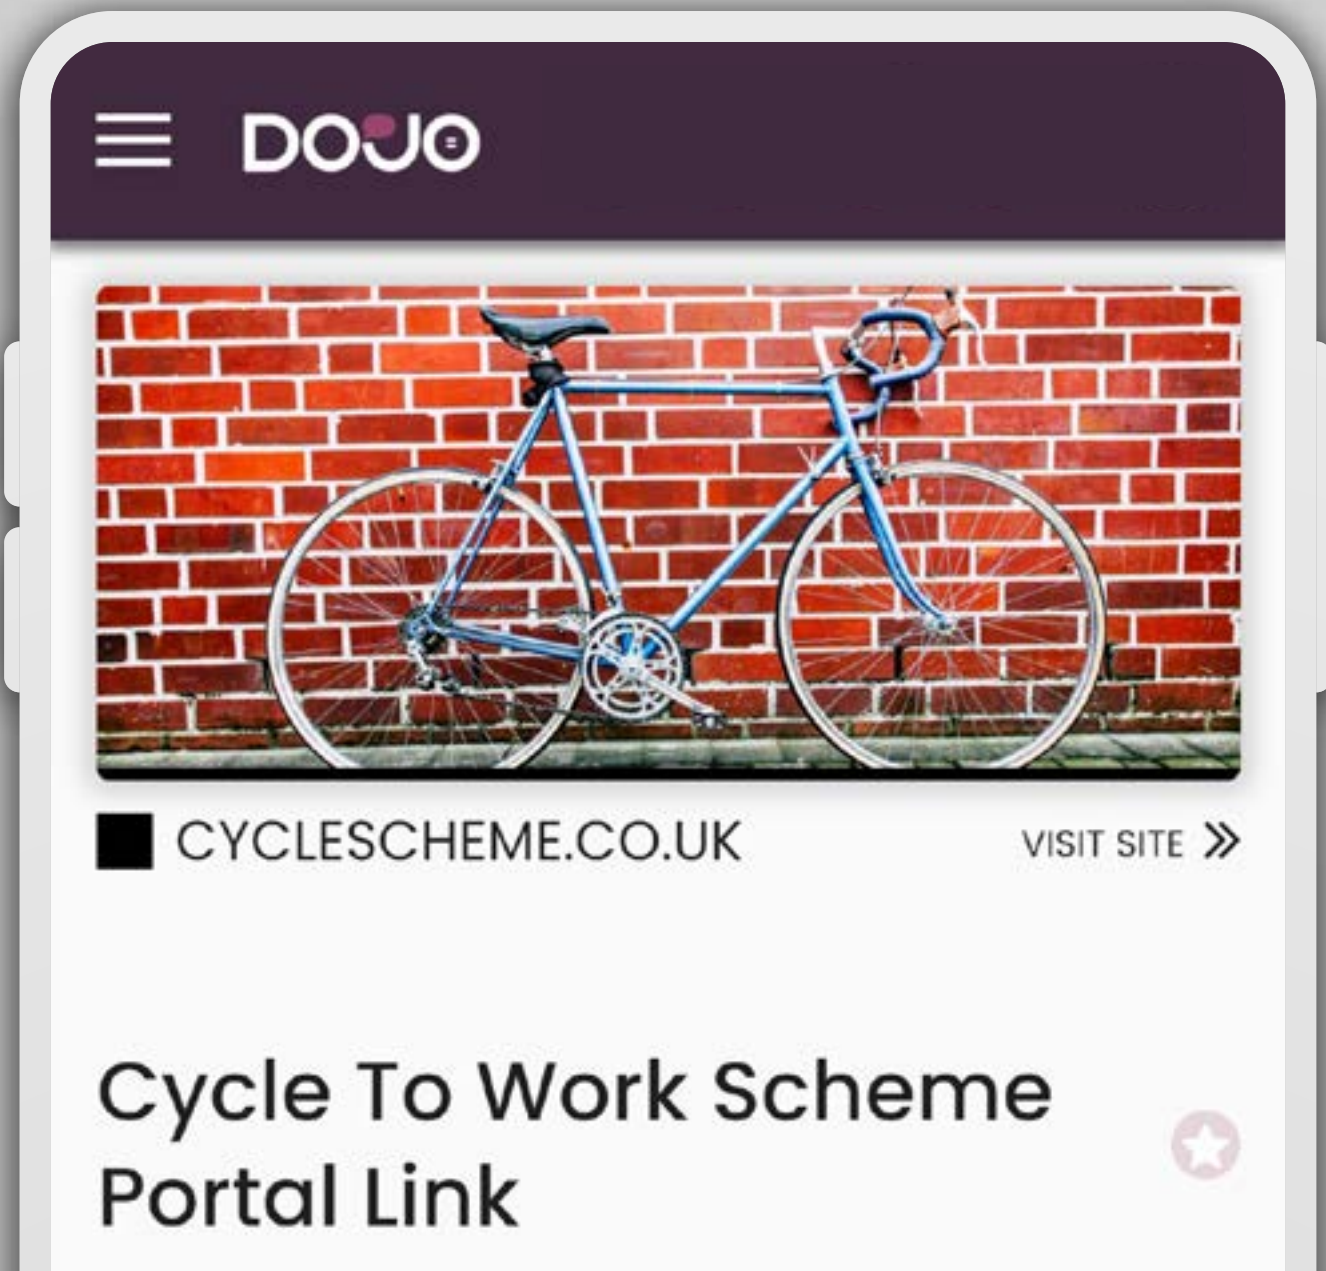 DOJO
CYCLESCHEME.CO.UK
VISIT SITE
Cycle To Work Scheme
Portal Link